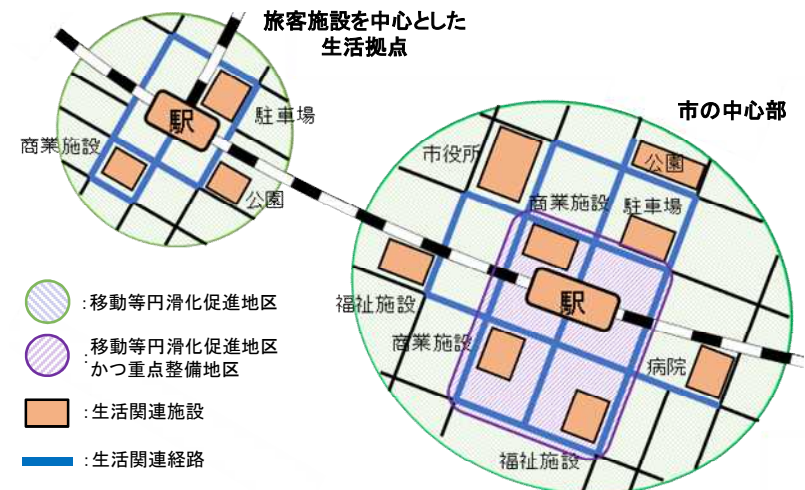 旅客施設を中心とした
生活拠点
駅
駐車場
商業施設
公園
市の中心部
市役所
公園
商業施設
駐車場
福祉施設
駅
商業施設
病院
福祉施設
:移動等円滑化促進地区
:移動等円滑化促進地区
かつ重点整備地区
:生活関連施設
:生活関連経路